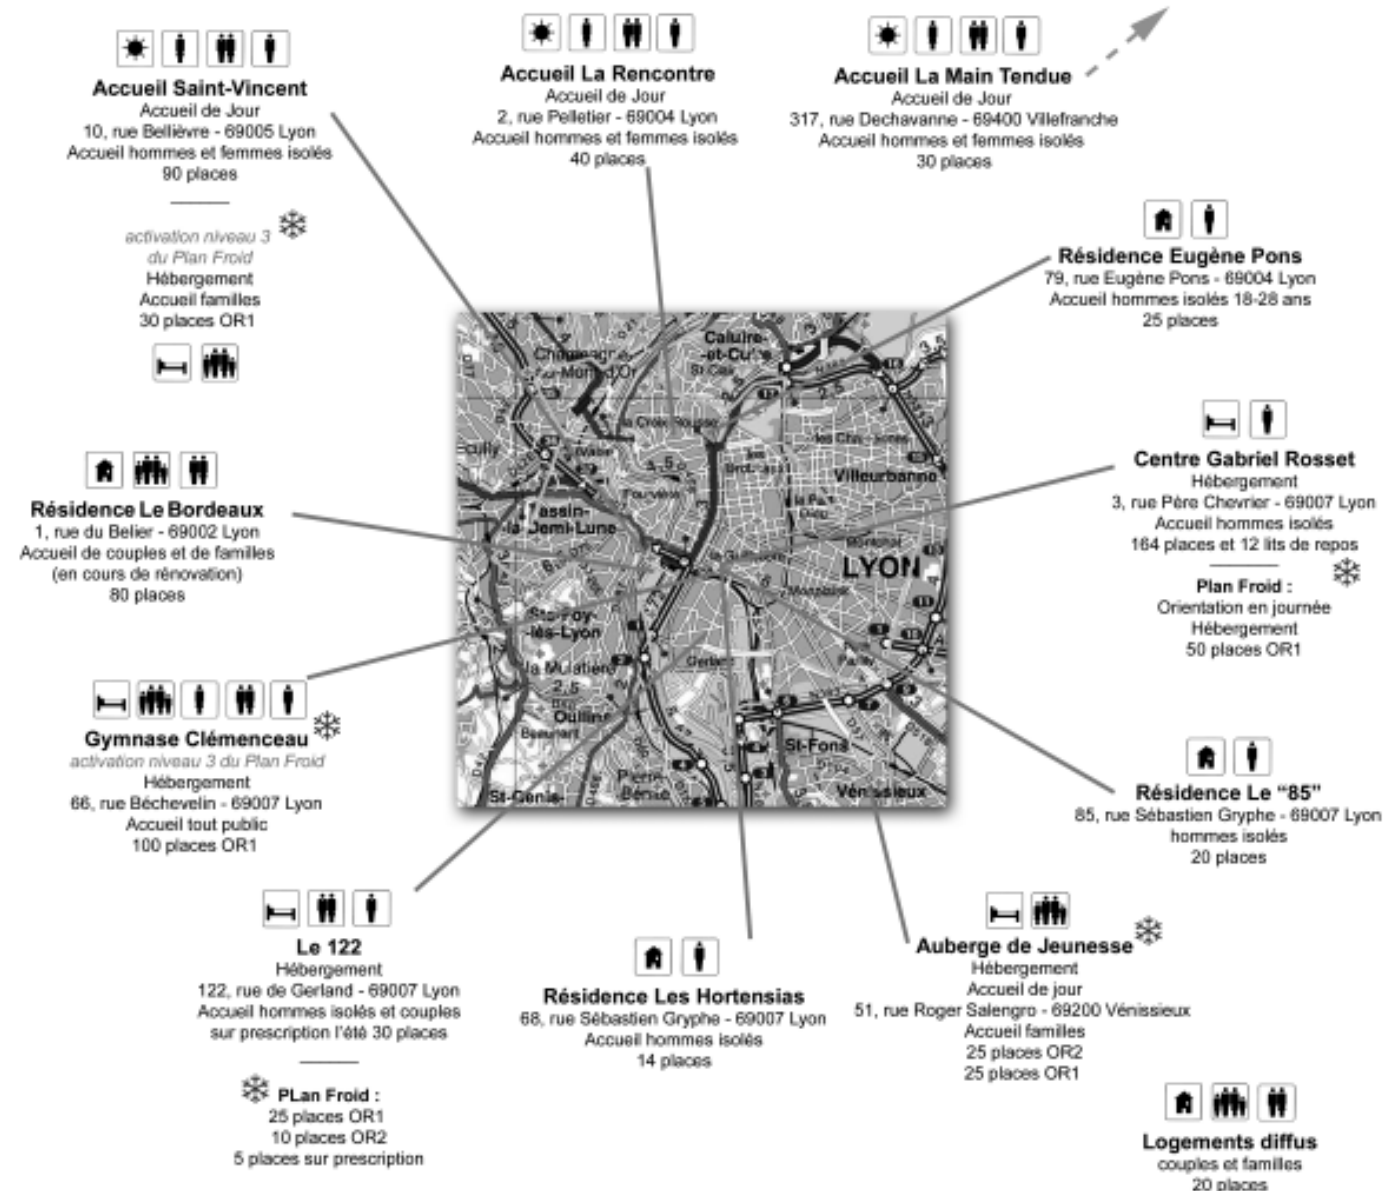 Accueil Saint-Vincent
Accueil de Jour
10, rue Bellièvre - 69005 Lyon
Accueil hommes et femmes isolés
90 places
activation niveau 3
du Plan Froid
Hébergement
Accueil familles
30 places OR1
Accueil La Rencontre
Accueil de Jour
2, rue Pelletier - 69004 Lyon
Accueil hommes et femmes isolés
40 places
Accueil La Main Tendue
Accueil de Jour
317, rue Dechavanne - 69400 Villefranche
Accueil hommes et femmes isolés
30 places
Résidence Eugène Pons
79, rue Eugène Pons - 69004 Lyon
Accueil hommes isolés 18-28 ans
25 places
Centre Gabriel Rosset
Hébergement
3, rue Père Chevrier - 69007 Lyon
Accueil hommes isolés
164 places et 12 lits de repos
Plan Froid :
Orientation en journée
Hébergement
50 places OR1
Résidence Le Bordeaux
1, rue du Belier - 69002 Lyon
Accueil de couples et de familles
(en cours de rénovation)
80 places
Gymnase Clémenceau
activation niveau 3 du Plan Froid
Hébergement
66, rue Béchevelin - 69007 Lyon
Accueil tout public
100 places OR1
Résidence Le “85”
85, rue Sébastien Gryphe - 69007 Lyon
hommes isolés
20 places
Le 122
Hébergement
122, rue de Gerland - 69007 Lyon
Accueil hommes isolés et couples
sur prescription l'été 30 places
PLan Froid :
25 places OR1
10 places OR2
5 places sur prescription
Résidence Les Hortensias
68, rue Sébastien Gryphe - 69007 Lyon
Accueil hommes isolés
14 places
Auberge de Jeunesse
Hébergement
Accueil de jour
51, rue Roger Salengro - 69200 Vénissieux
Accueil familles
25 places OR2
25 places OR1
Logements diffus
couples et familles
20 places
la Croix Rousse
Villeurbanne
Fourvière
-la-Demi-Lune
LYON
Monplaisir
-lès-Lyon
la Mulatière
Gerland
Oullins
St-Fons
Pierre-
Bénite
St-Genis-
Vénissieux